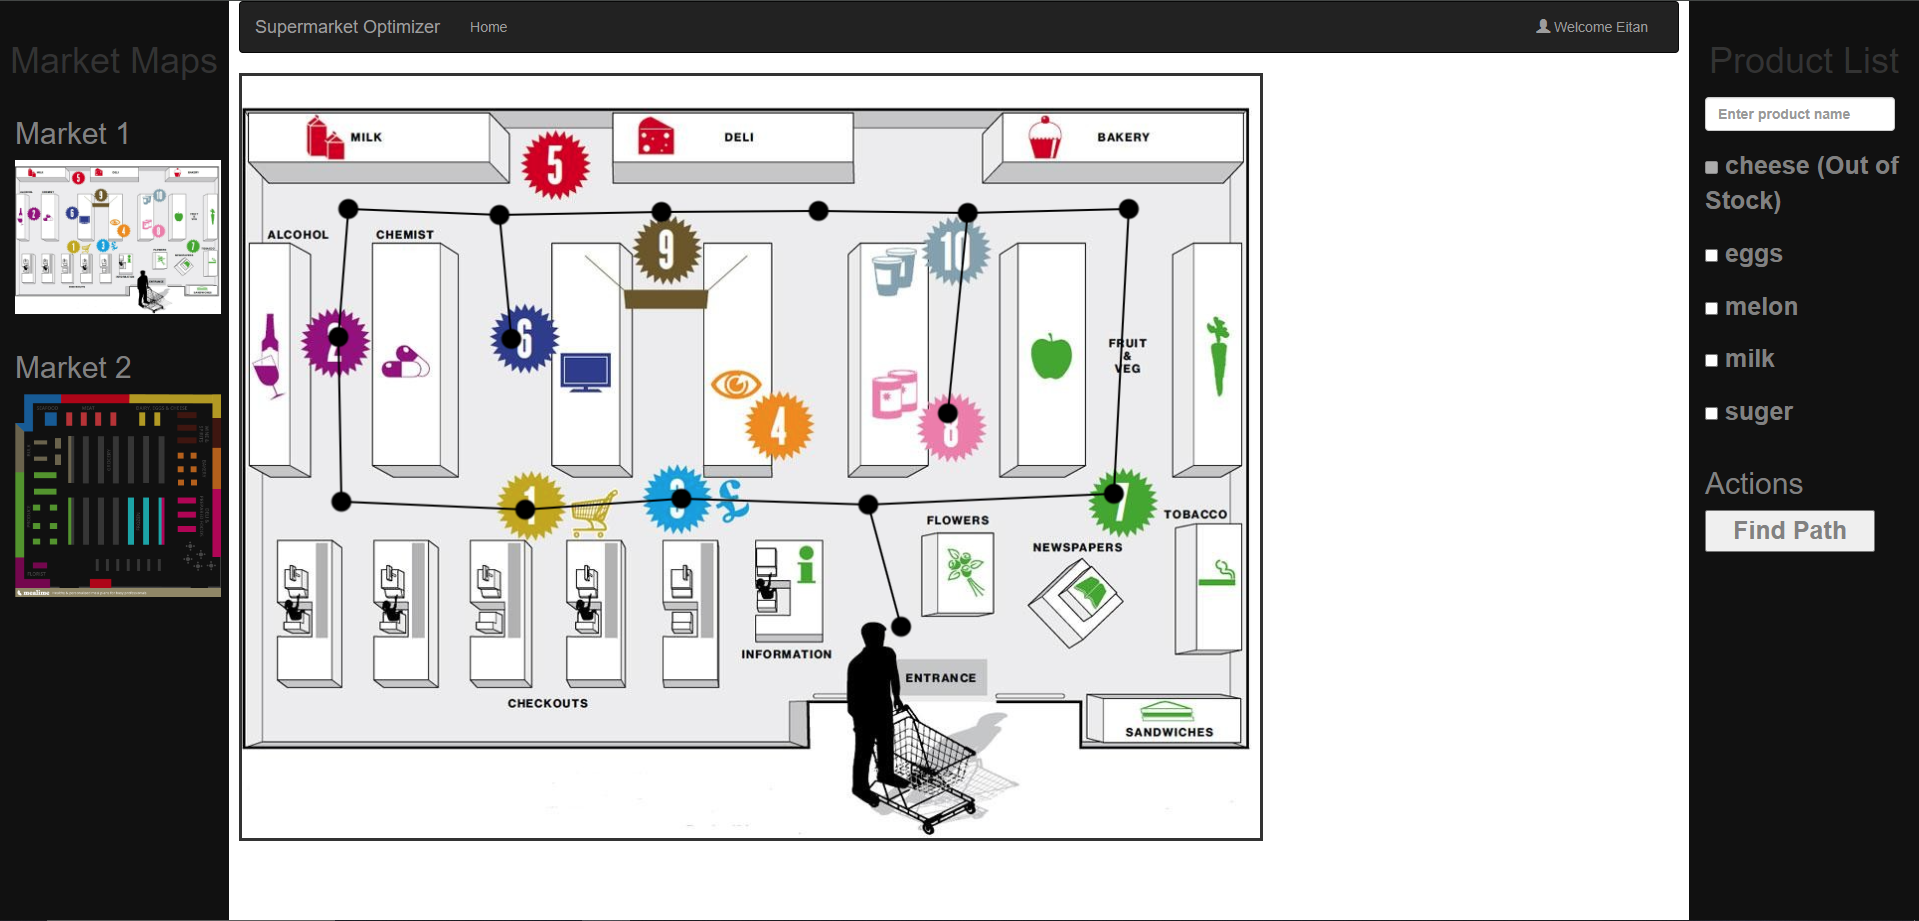 Supermarket Optimizer
Home
Welcome Eitan
Market Maps
Market 1
Market 2
MILK
DELI
BAKERY
5
ALCOHOL
CHEMIST
9
10
2
6
FRUIT
&
VEG
4
8
1
3
£
7
FLOWERS
TOBACCO
NEWSPAPERS
i
INFORMATION
ENTRANCE
CHECKOUTS
SANDWICHES
Product List
Enter product name
cheese (Out of
Stock)
eggs
melon
milk
suger
Actions
Find Path